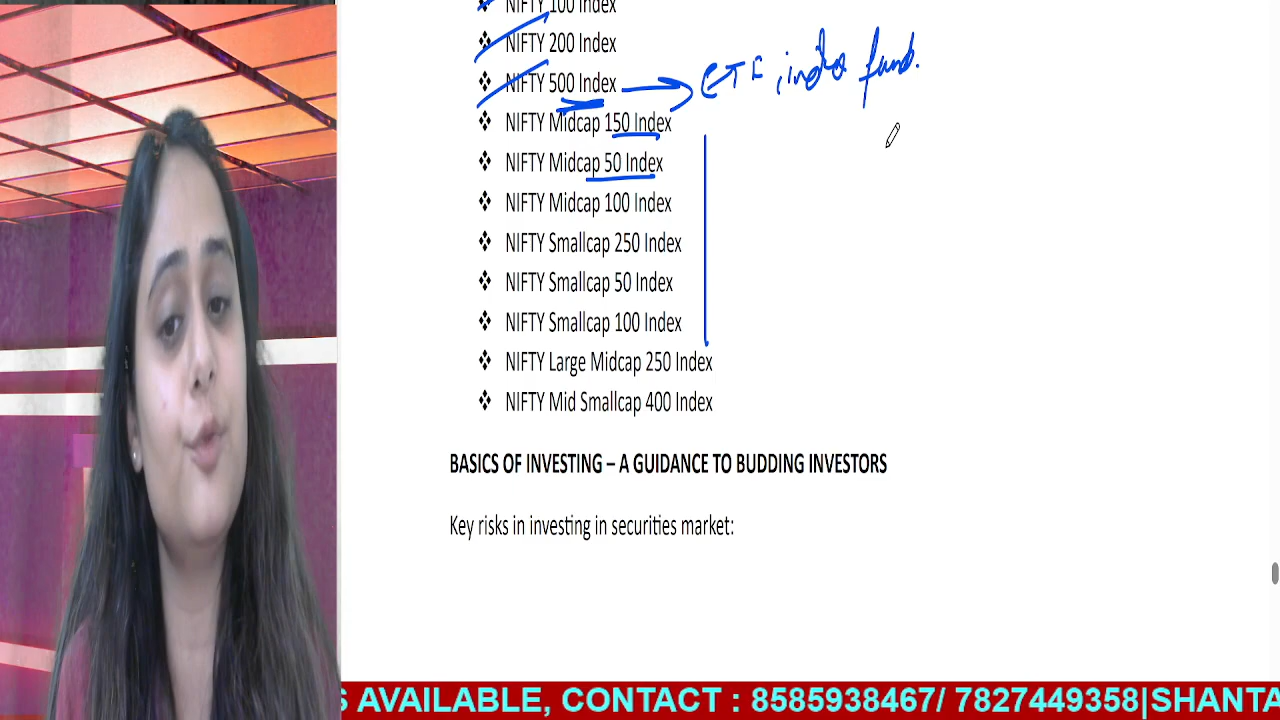 NIFTY 100 Index
NIFTY 200 Index
NIFTY 500 Index
ETF, index fund.
NIFTY Midcap 150 Index
NIFTY Midcap 50 Index
NIFTY Midcap 100 Index
NIFTY Smallcap 250 Index
NIFTY Smallcap 50 Index
NIFTY Smallcap 100 Index
NIFTY Large Midcap 250 Index
NIFTY Mid Smallcap 400 Index
BASICS OF INVESTING – A GUIDANCE TO BUDDING INVESTORS
Key risks in investing in securities market:
S AVAILABLE, CONTACT : 8585938467/ 7827449358|SHANTA